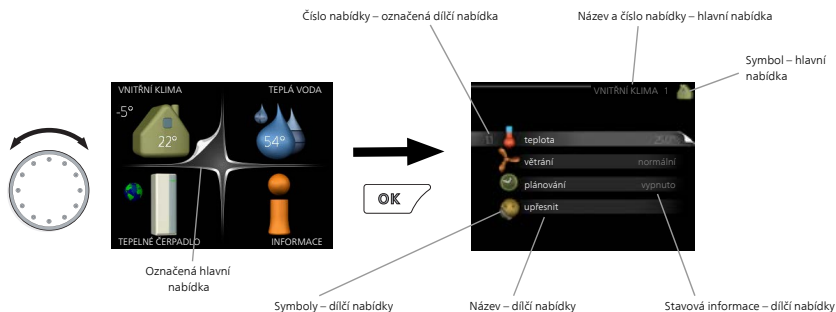 Číslo nabídky – označená dílčí nabídka
Název a číslo nabídky – hlavní nabídka
Symbol – hlavní
nabídka
VNITŘNÍ KLIMA
TEPLÁ VODA
-5°
22°
54°
TEPELNÉ ČERPADLO
INFORMACE
OK
VNITŘNÍ KLIMA 1
teplota
větrání
normální
plánování
vypnuto
upřesnit
Označená hlavní
nabídka
Symboly – dílčí nabídky
Název – dílčí nabídky
Stavová informace – dílčí nabídky